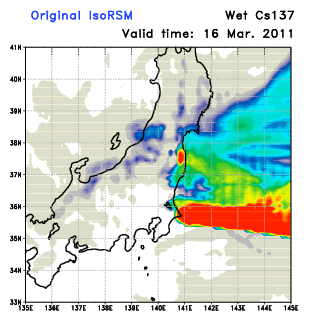 Original IsoRSM
Wet Cs137
Valid time: 16 Mar. 2011
41N
40N
39N
38N
37N
36N
35N
34N
33N
135E 136E 137E 138E 139E 140E 141E 142E 143E 144E 145E